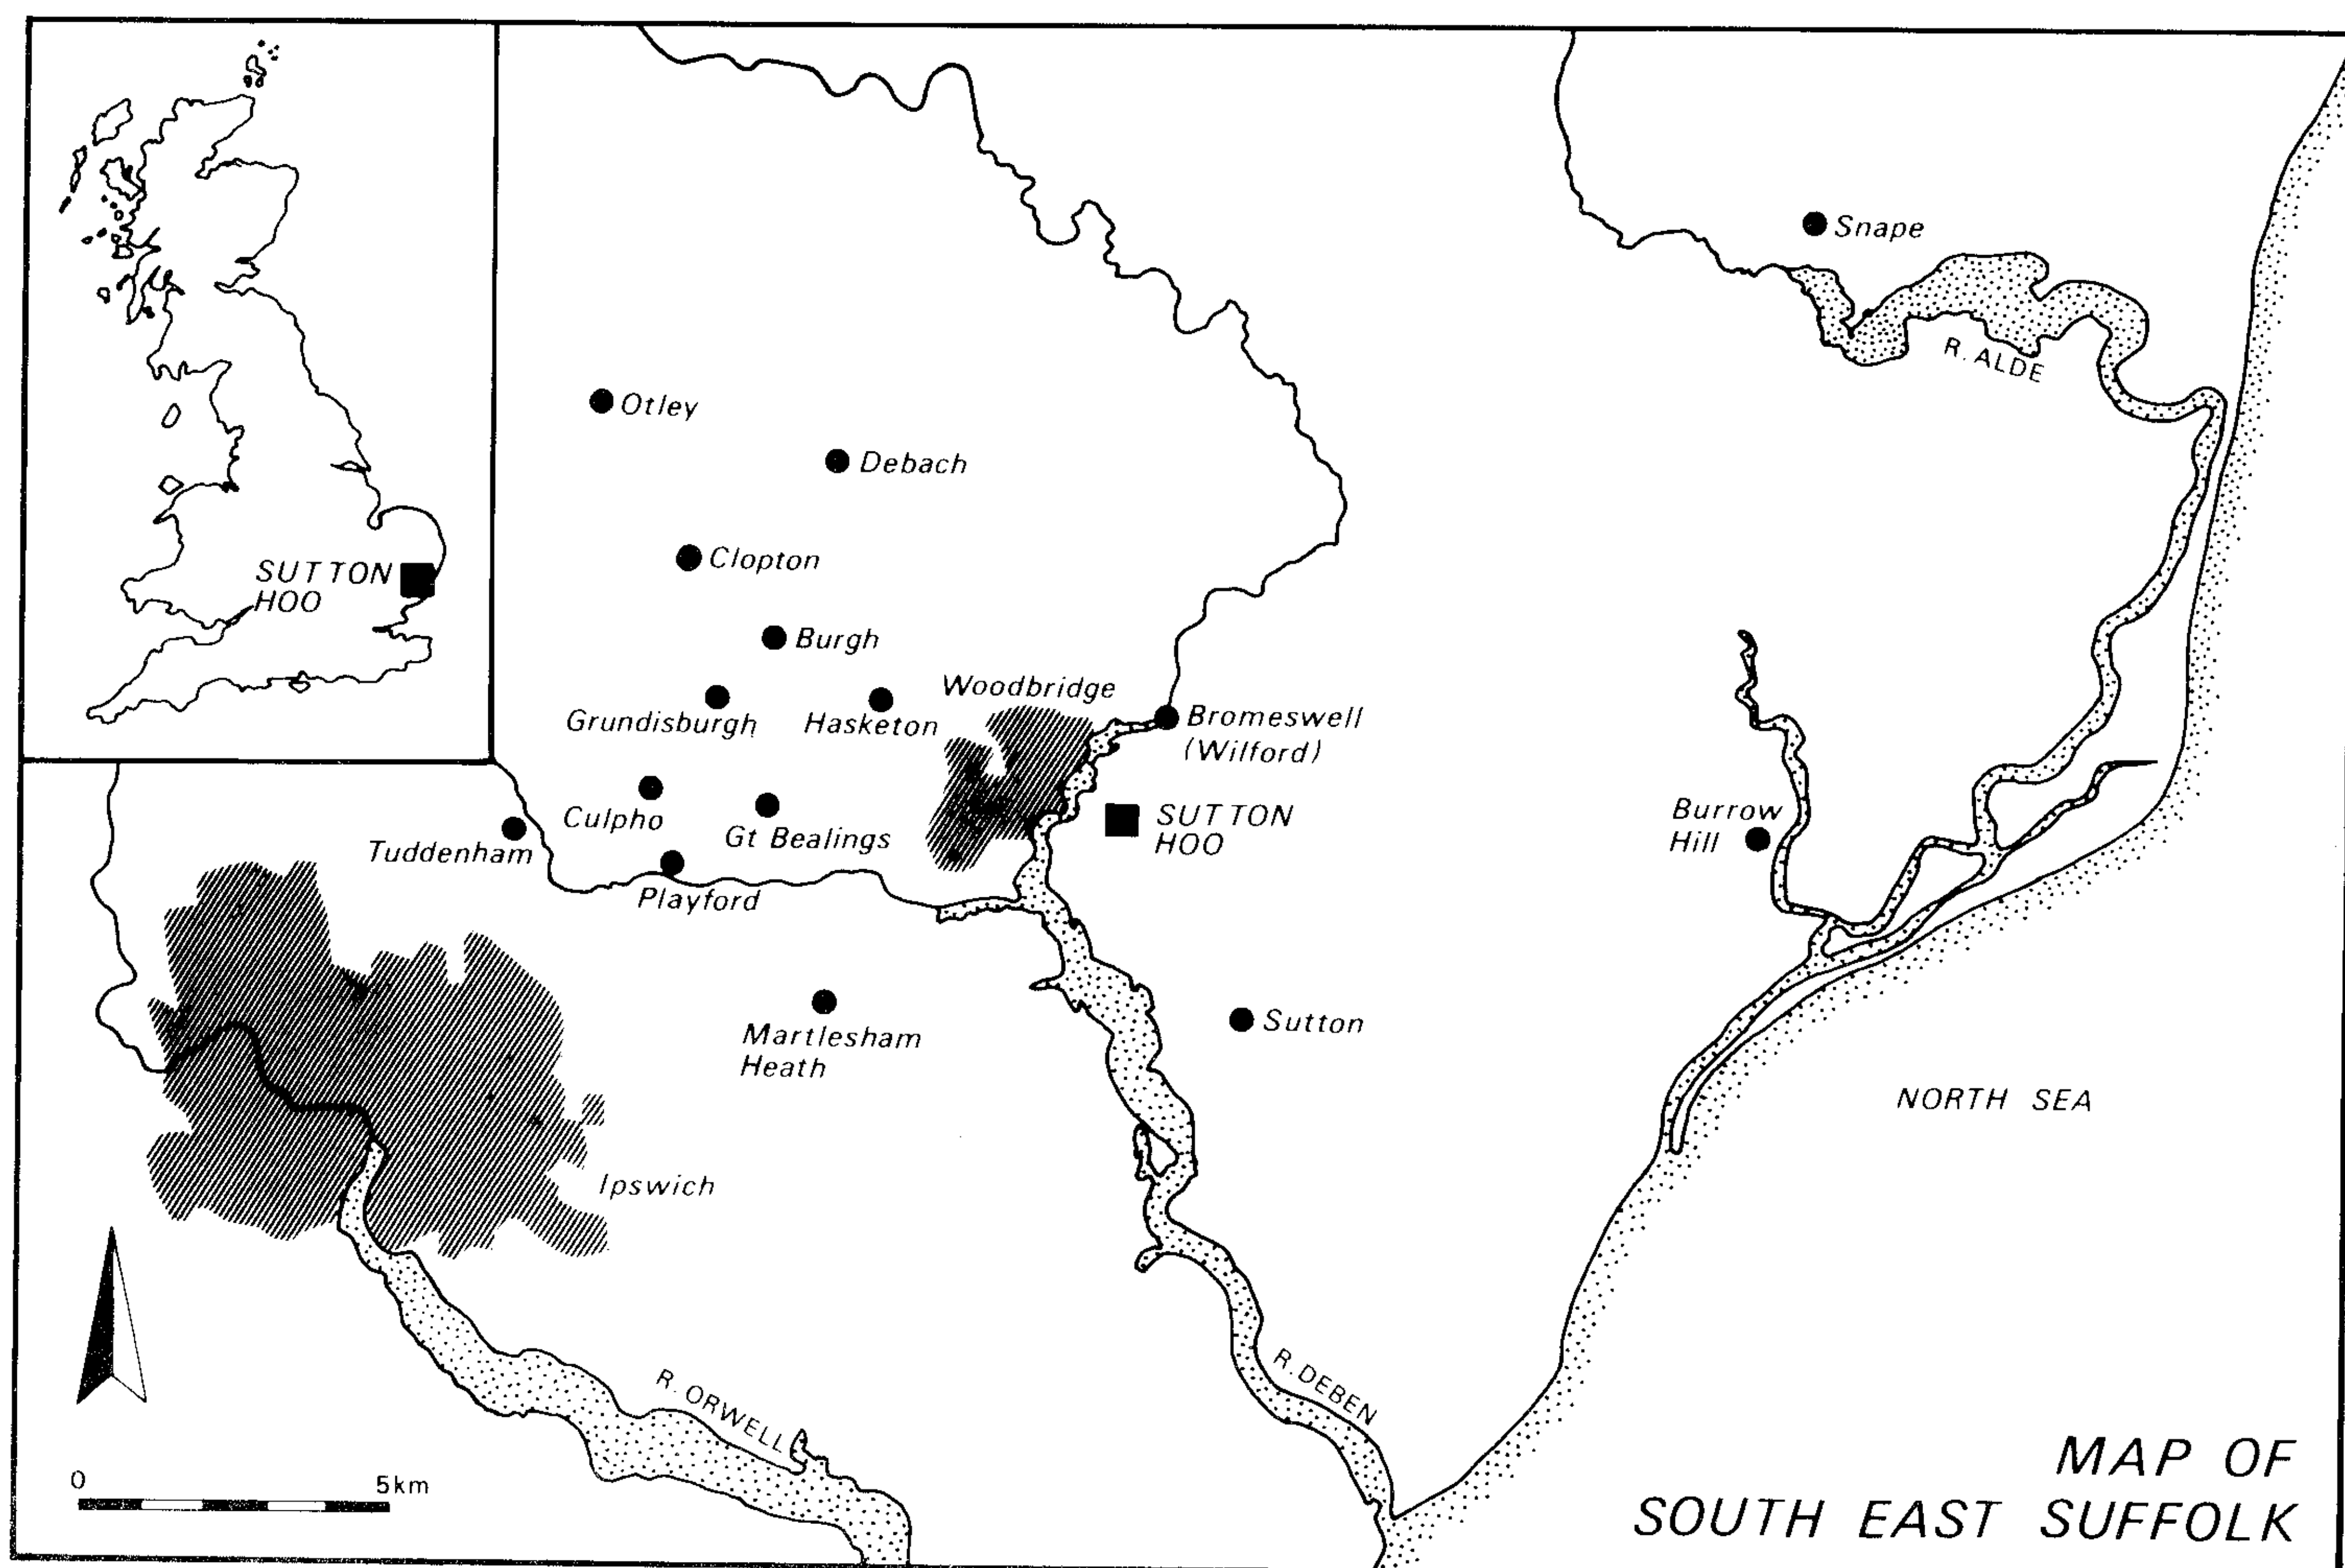 SUTTON
HOO
Snape
R. ALDE
Otley
Debach
Clopton
Burgh
Woodbridge
Grundisburgh
Hasketon
Bromeswell
(Wilford)
Culpho
Gt Bealings
SUTTON
HOO
Burrow
Hill
Tuddenham
Playford
Martlesham
Heath
Sutton
NORTH SEA
Ipswich
R. ORWELL
R. DEBEN
0
5km
MAP OF
SOUTH EAST SUFFOLK